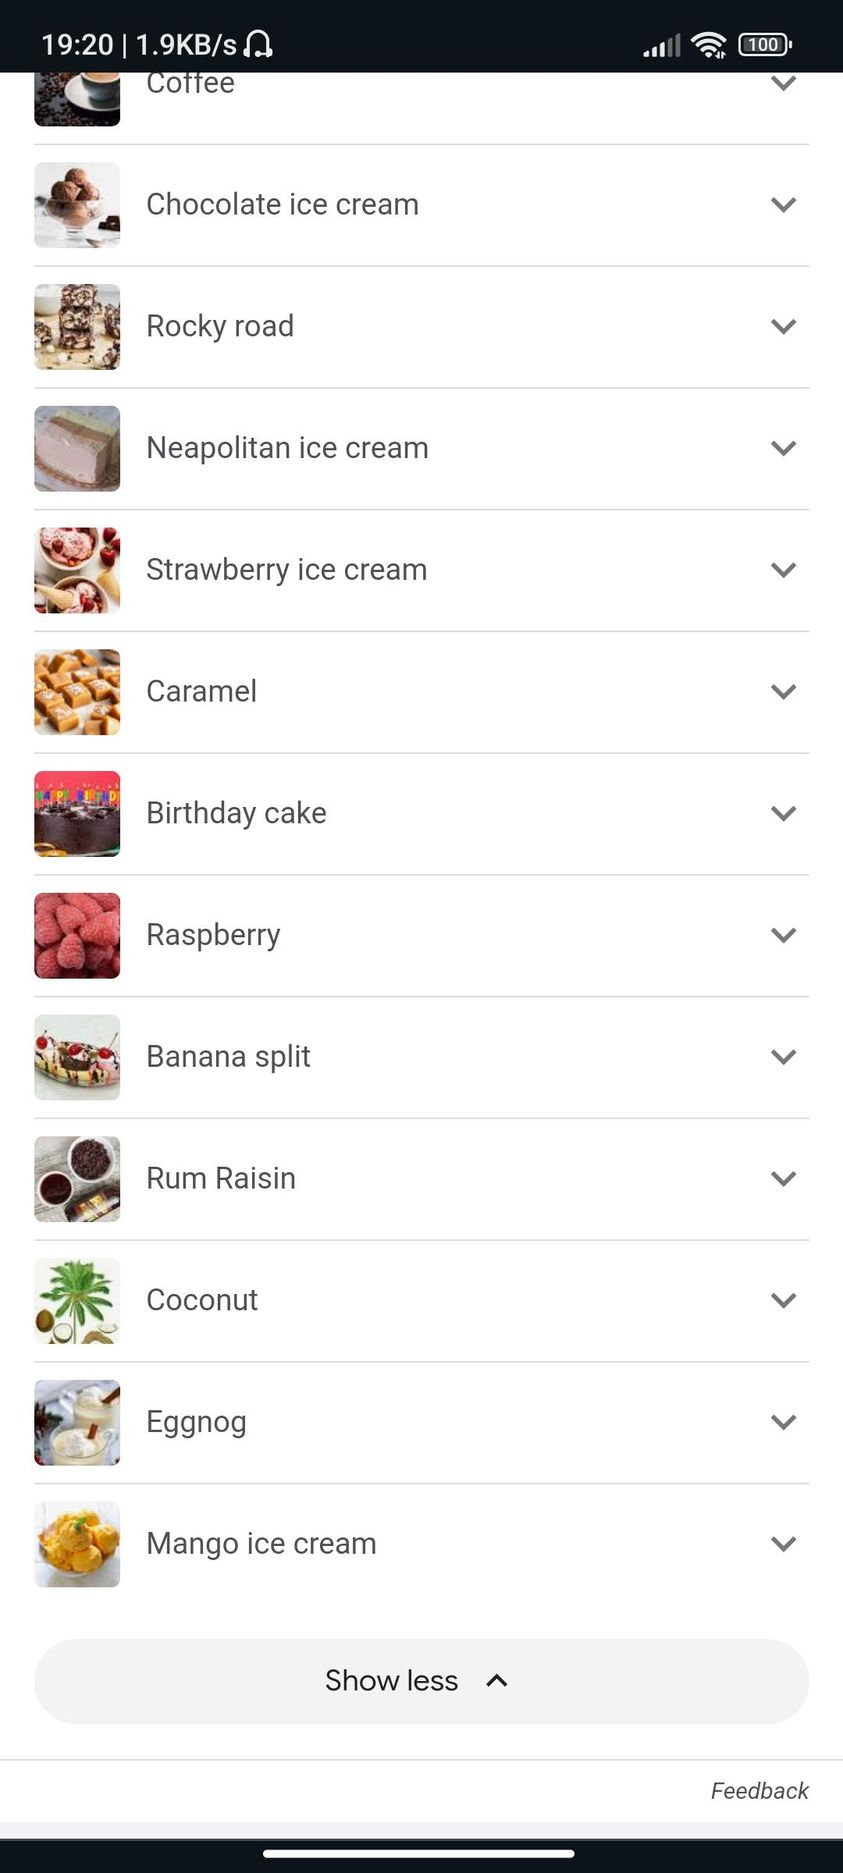 19:20 | 1.9KB/s
100
Coffee
Chocolate ice cream
Rocky road
Neapolitan ice cream
Strawberry ice cream
Caramel
Birthday cake
Raspberry
Banana split
Rum Raisin
Coconut
Eggnog
Mango ice cream
Show less
Feedback